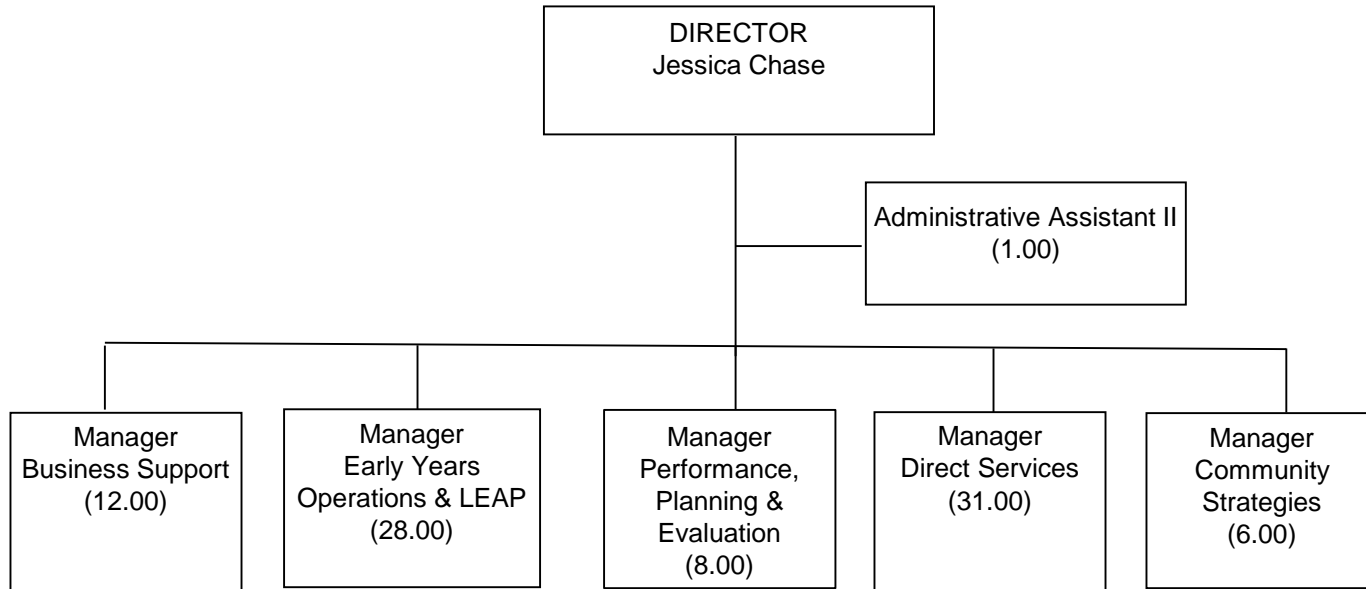 DIRECTOR
Jessica Chase
Administrative Assistant II
(1.00)
Manager
Business Support
(12.00)
Manager
Early Years
Operations & LEAP
(28.00)
Manager
Performance,
Planning &
Evaluation
(8.00)
Manager
Direct Services
(31.00)
Manager
Community
Strategies
(6.00)